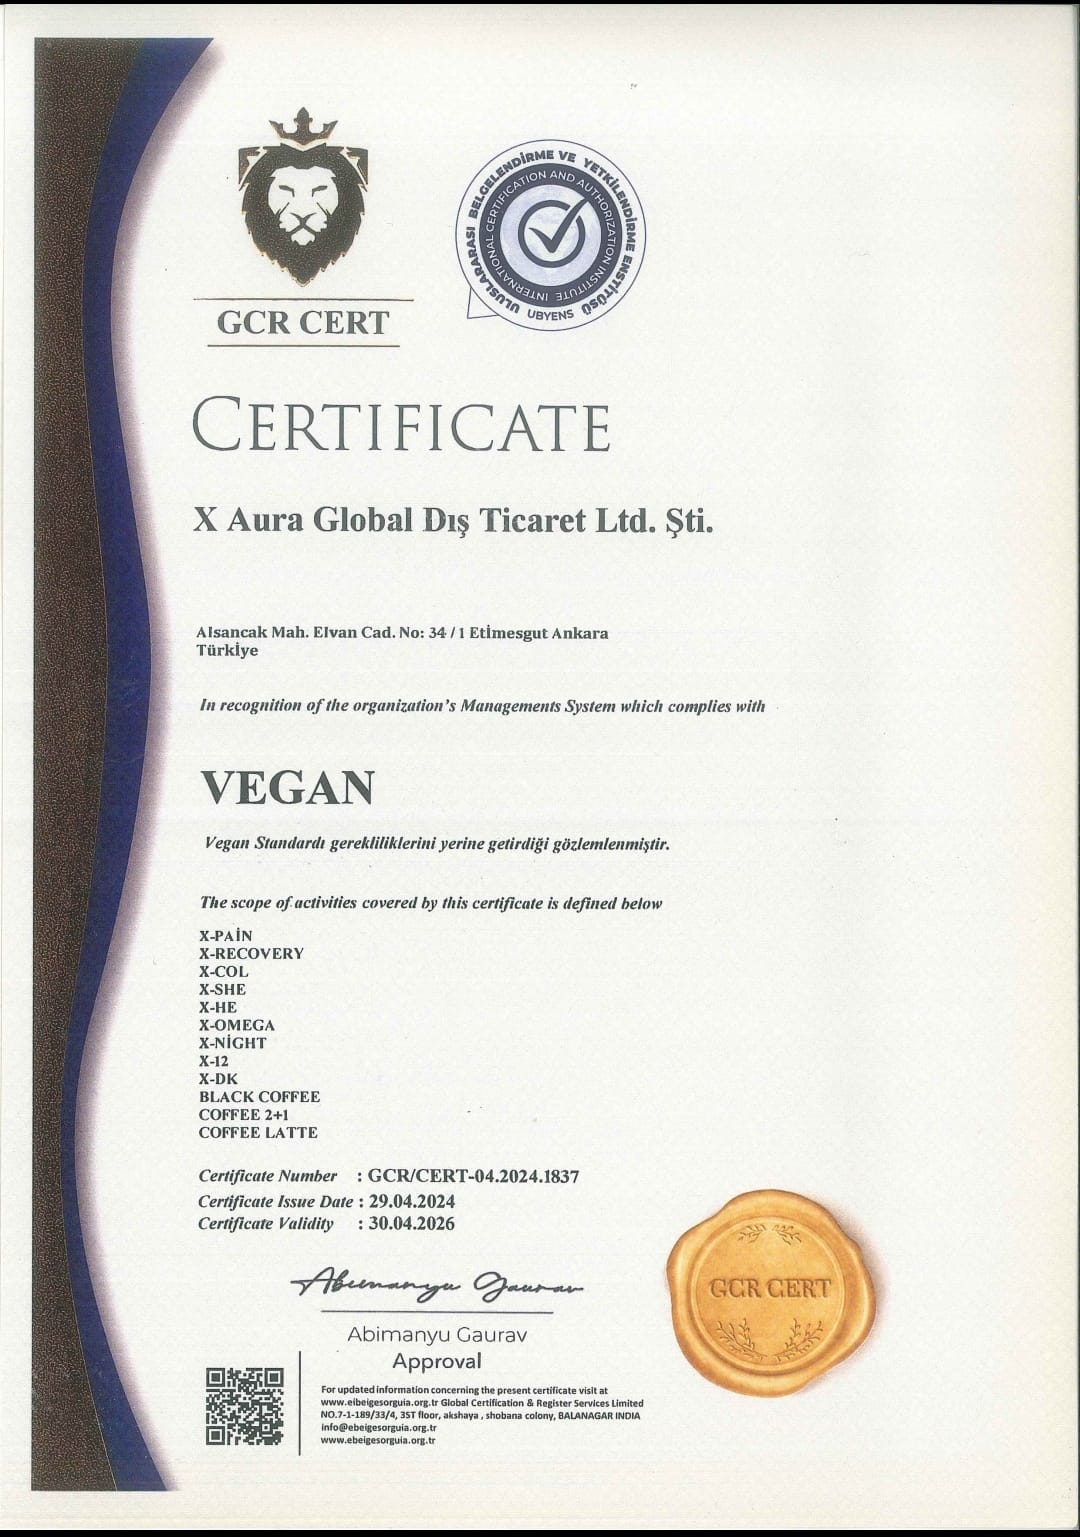 GCR CERT
ULUSLARARASI BELGELENDİRME VE YETKİLENDİRME ENSTİTÜSÜ
INTERNATIONAL CERTIFICATION AND AUTHORIZATION INSTITUTE
UBYENS
CERTIFICATE
X Aura Global Dış Ticaret Ltd. Şti.
Alsancak Mah. Elvan Cad. No: 34 / 1 Etimesgut Ankara
Türkiye
In recognition of the organization's Managements System which complies with
VEGAN
Vegan Standardı gerekliliklerini yerine getirdiği gözlemlenmiştir.
The scope of activities covered by this certificate is defined below
X-PAİN
X-RECOVERY
X-COL
X-SHE
X-HE
X-OMEGA
X-NİGHT
X-12
X-DK
BLACK COFFEE
COFFEE 2+1
COFFEE LATTE
Certificate Number : GCR/CERT-04.2024.1837
Certificate Issue Date : 29.04.2024
Certificate Validity : 30.04.2026
Abimanyu Gaurav
Abimanyu Gaurav
Approval
For updated information concerning the present certificate visit at
www.eibeigesorguia.org.tr Global Certification & Register Services Limited
NO.7-1-189/33/4, 3ST floor, akshaya , shobana colony, BALANAGAR INDIA
info@ebeigesorguia.org.tr
www.ebeigesorguia.org.tr
GCR CERT